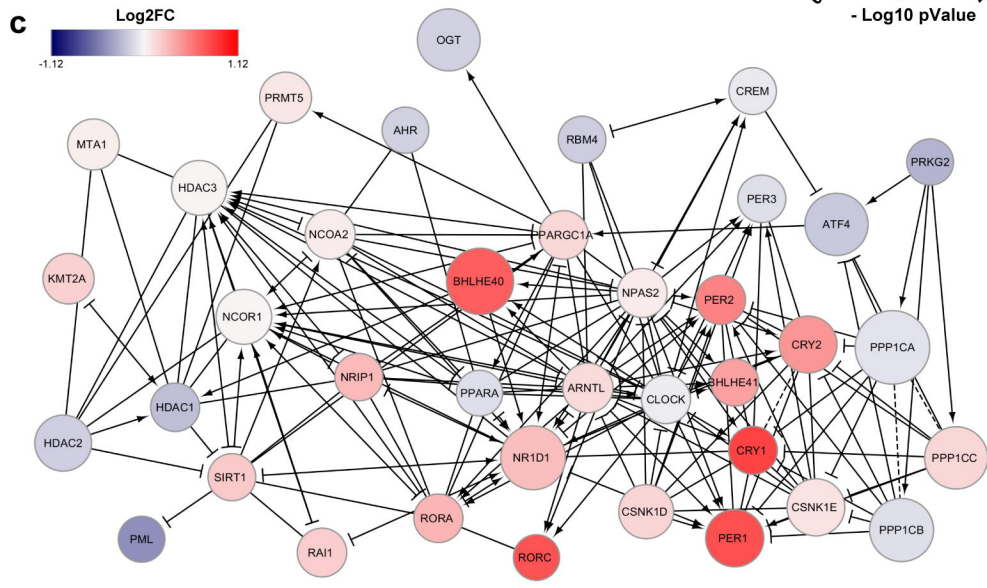 c
Log2FC
-1.12
1.12
- Log10 pValue
OGT
PRMT5
CREM
AHR
RBM4
MTA1
PRKG2
HDAC3
PER3
ATF4
NCOA2
PPARGC1A
KMT2A
BHLHE40
NPAS2
PER2
NCOR1
CRY2
PPP1CA
NRIP1
PPARA
ARNTL
CLOCK
BHLHE41
HDAC1
HDAC2
NR1D1
CRY1
PPP1CC
SIRT1
RORA
CSNK1D
CSNK1E
PML
RAI1
RORC
PER1
PPP1CB